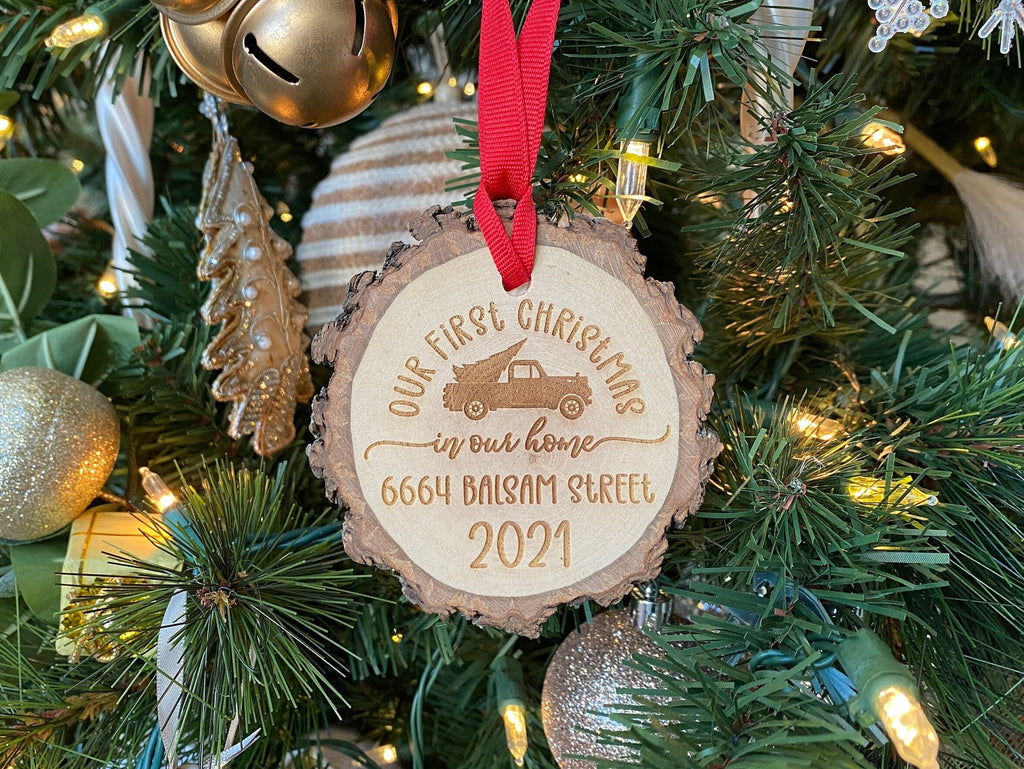 OUR FIRST CHRISTMAS
in our home
6664 BALSAM STREET
2021